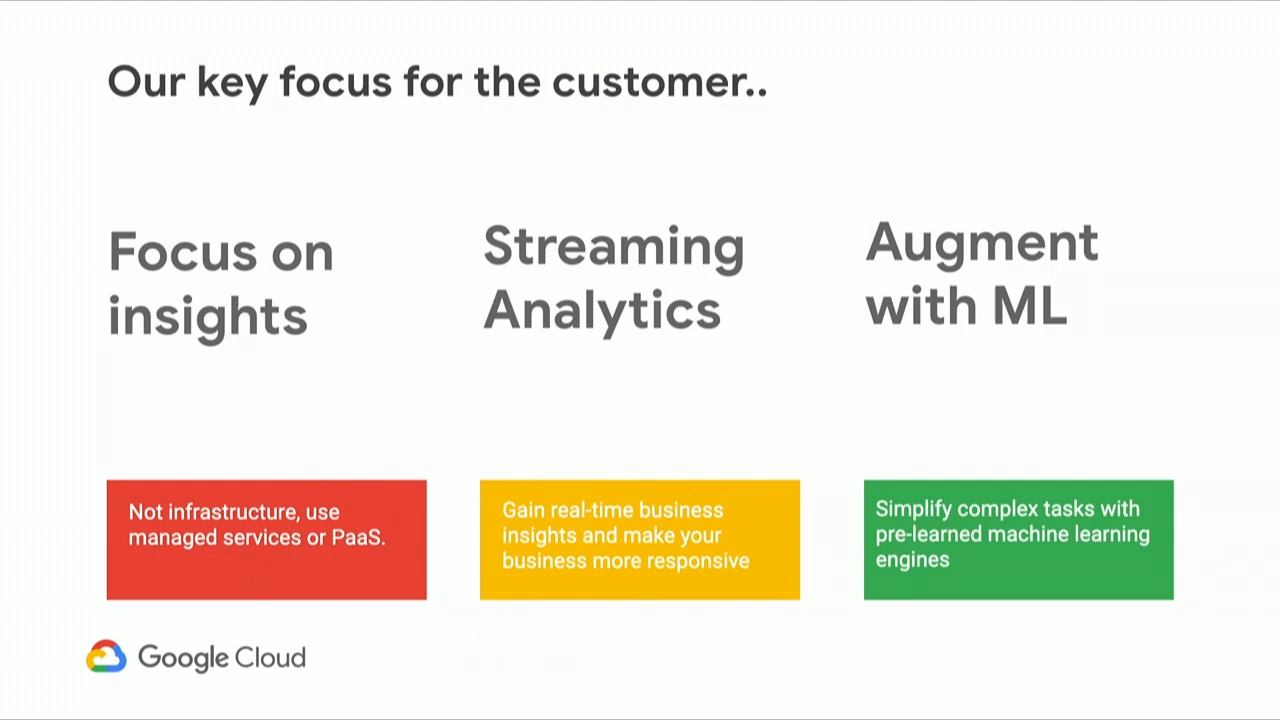 Our key focus for the customer..
Focus on
insights
Streaming
Analytics
Augment
with ML
Not infrastructure, use
managed services or PaaS.
Gain real-time business
insights and make your
business more responsive
Simplify complex tasks with
pre-learned machine learning
engines
Google Cloud